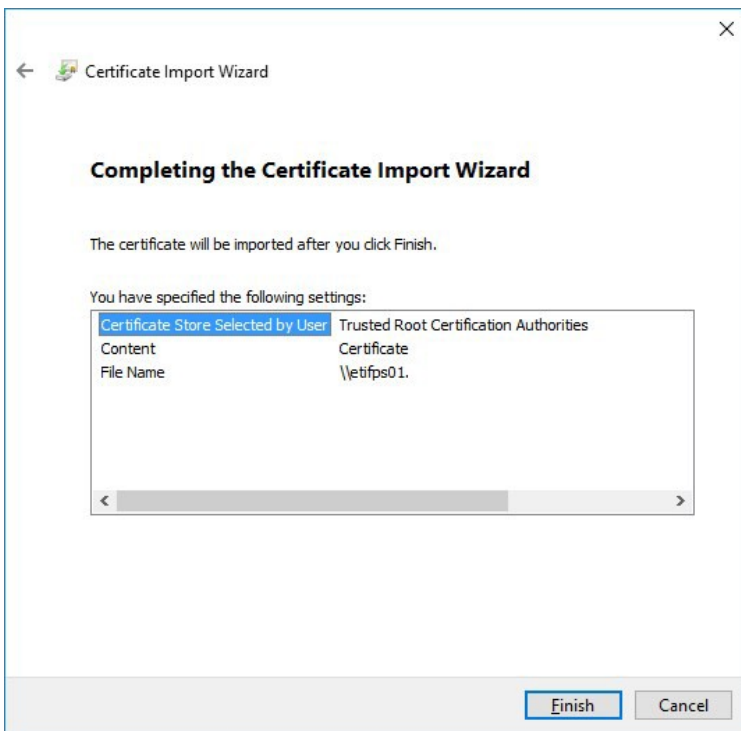 Certificate Import Wizard
Completing the Certificate Import Wizard
The certificate will be imported after you click Finish.
You have specified the following settings:
Certificate Store Selected by User Trusted Root Certification Authorities
Content Certificate
File Name \\etifps01.
Finish Cancel